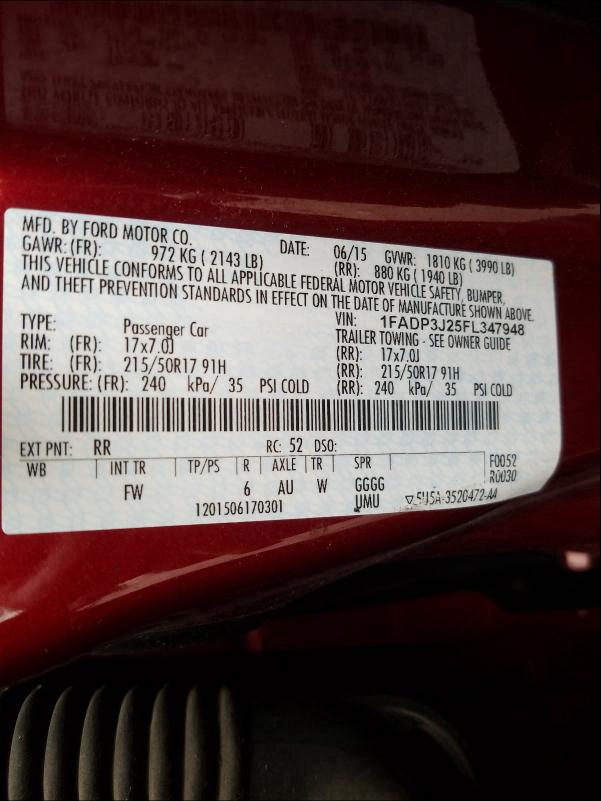 MFD. BY FORD MOTOR CO. DATE: 06/15 GVWR: 1810 KG ( 3990 LB)
GAWR: (FR): 972 KG ( 2143 LB) (RR): 880 KG ( 1940 LB)
THIS VEHICLE CONFORMS TO ALL APPLICABLE FEDERAL MOTOR VEHICLE SAFETY, BUMPER,
AND THEFT PREVENTION STANDARDS IN EFFECT ON THE DATE OF MANUFACTURE SHOWN ABOVE.
VIN: 1FADP3J25FL347948
TYPE: Passenger Car TRAILER TOWING - SEE OWNER GUIDE
RIM: (FR): 17x7.0J (RR): 17x7.0J
TIRE: (FR): 215/50R17 91H (RR): 215/50R17 91H
PRESSURE: (FR): 240 kPa/ 35 PSI COLD (RR): 240 kPa/ 35 PSI COLD
EXT PNT: RR RC: 52 DSO:
WB INT TR TP/PS R AXLE TR SPR F0052
R0030
FW 6 AU W GGGG
UMU
1201506170301 5U5A-3520472-AA